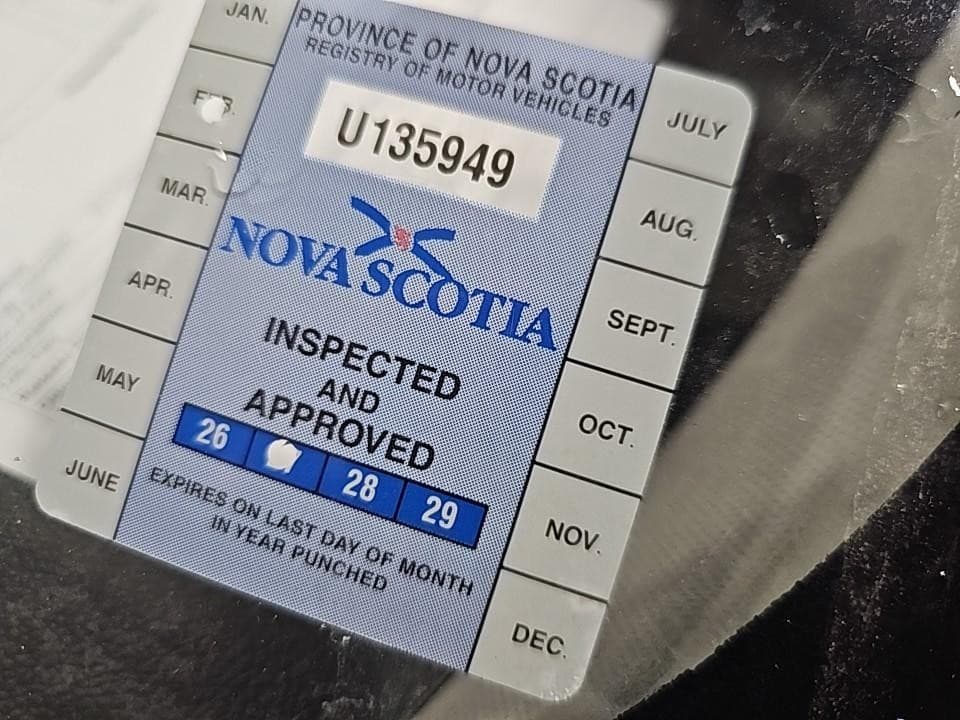 PROVINCE OF NOVA SCOTIA
REGISTRY OF MOTOR VEHICLES
U135949
NOVA SCOTIA
INSPECTED
AND
APPROVED
26 28 29
EXPIRES ON LAST DAY OF MONTH
IN YEAR PUNCHED
JAN.
FEB.
MAR.
APR.
MAY
JUNE
JULY
AUG.
SEPT.
OCT.
NOV.
DEC.